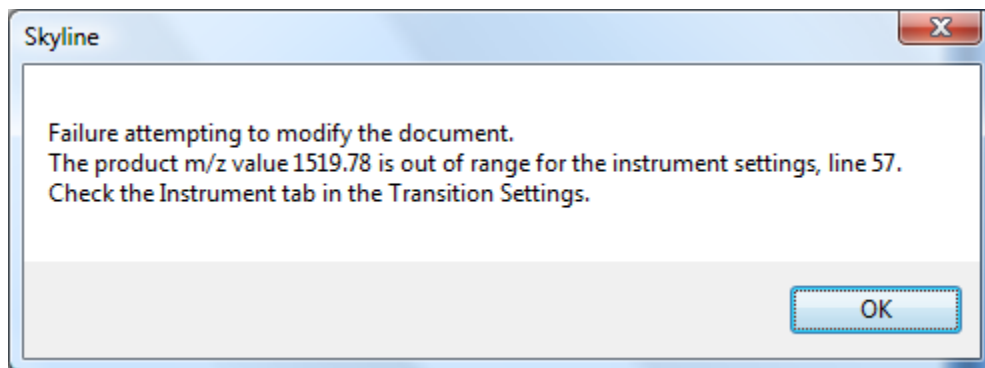 Skyline
Failure attempting to modify the document.
The product m/z value 1519.78 is out of range for the instrument settings, line 57.
Check the Instrument tab in the Transition Settings.
OK